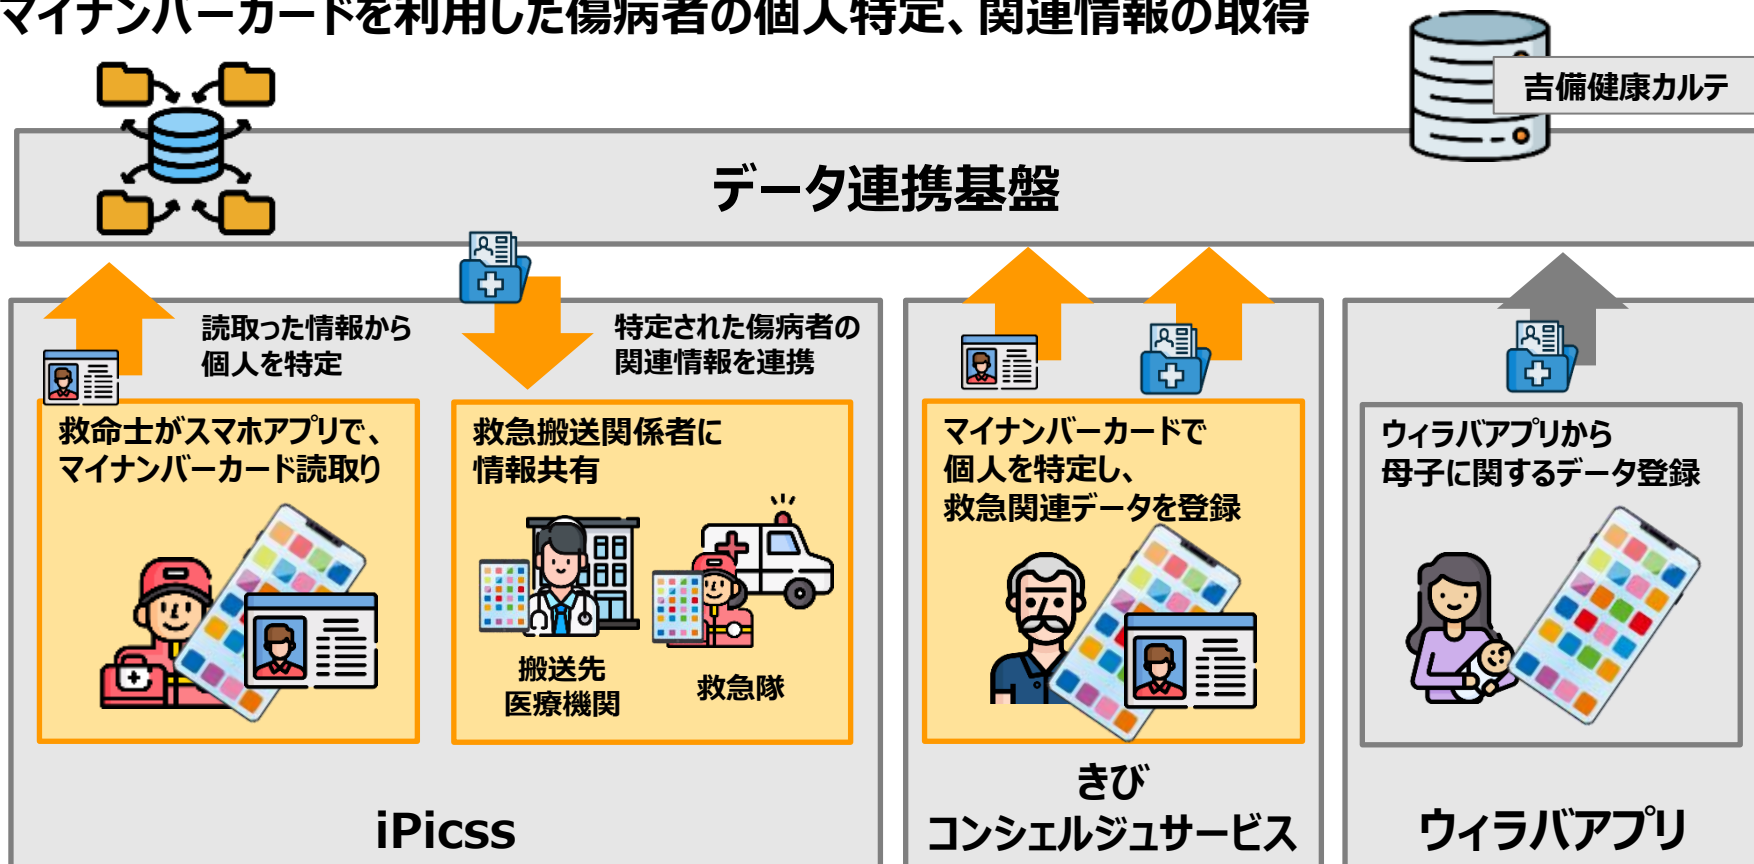 マイナンバーカードを利用した傷病者の個人特定、関連情報の取得
吉備健康カルテ
データ連携基盤
読取った情報から
個人を特定
特定された傷病者の
関連情報を連携
救命士がスマホアプリで、
マイナンバーカード読取り
救急搬送関係者に
情報共有
搬送先
医療機関
救急隊
iPicss
マイナンバーカードで
個人を特定し、
救急関連データを登録
きび
コンシェルジュサービス
ウィラバアプリから
母子に関するデータ登録
ウィラバアプリ